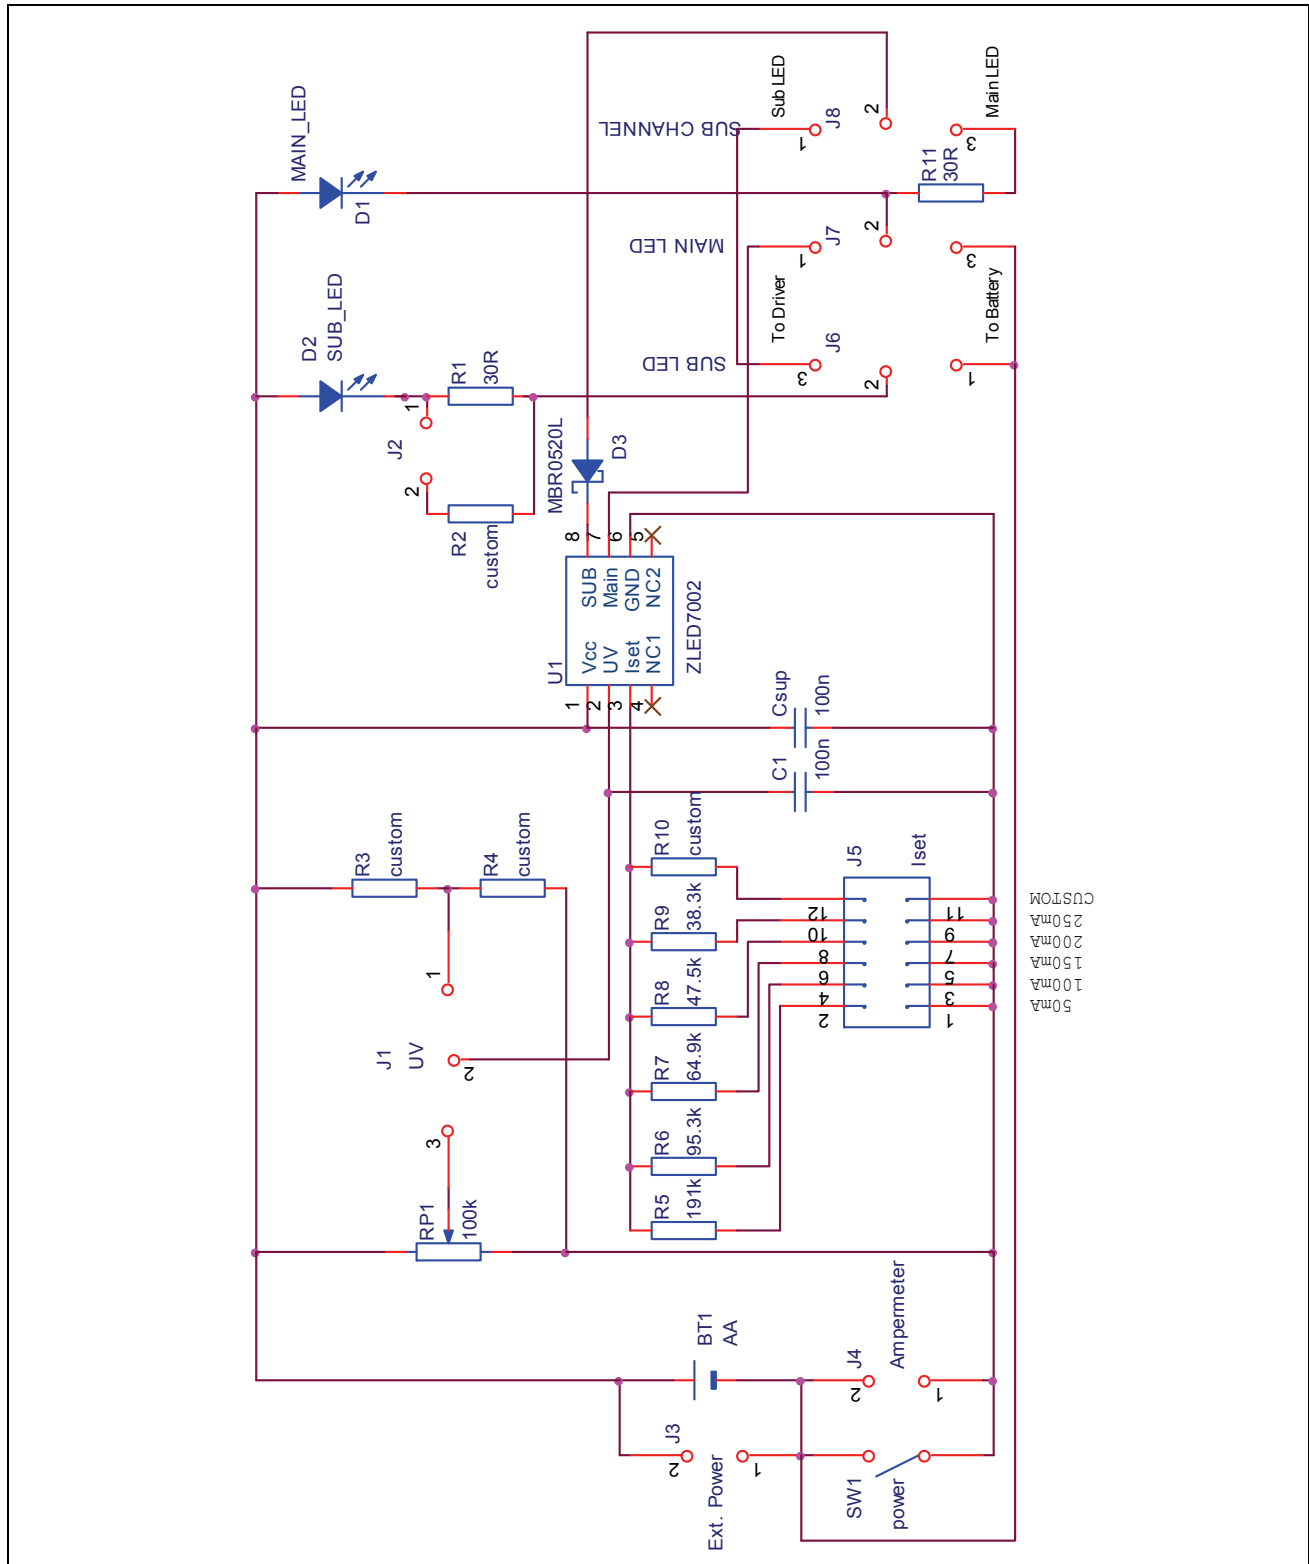 Sub LED
Main LED
J8
1
2
3
SUB CHANNEL
MAIN_LED
D1
R11
30R
MAIN LED
J7
1
2
3
To Driver
To Battery
SUB_LED
D2
SUB LED
J6
3
2
1
R1
30R
J2
1
2
R2
custom
MBR0520L
D3
8
7
6
5
SUB
Main
GND
NC2
ZLED7002
Vcc
UV
Iset
NC1
U1
1
2
3
4
Csup
100n
C1
100n
R3
custom
R4
custom
R10
custom
R9
38.3k
R8
47.5k
R7
64.9k
R6
95.3k
R5
191k
J5
Iset
12
10
8
6
4
2
11
9
7
5
3
1
CUSTOM
250mA
200mA
150mA
100mA
50mA
J1
UV
1
2
3
RP1
100k
BT1
AA
J4
Ampermeter
2
1
J3
Ext. Power
2
1
SW1
power